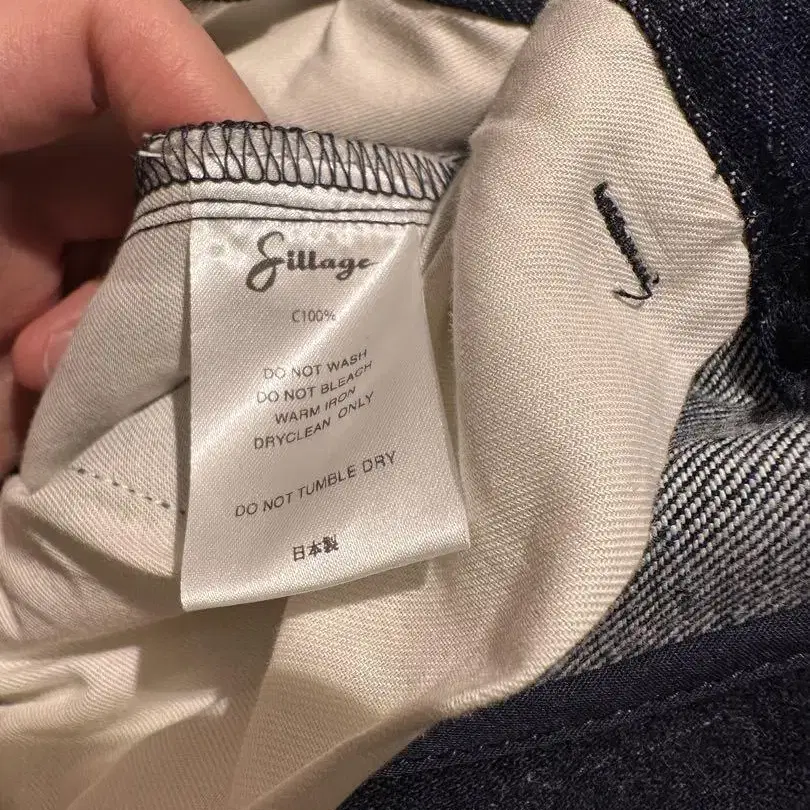 Sillage
C100%
DO NOT WASH
DO NOT BLEACH
WARM IRON
DRYCLEAN ONLY
DO NOT TUMBLE DRY
日本製